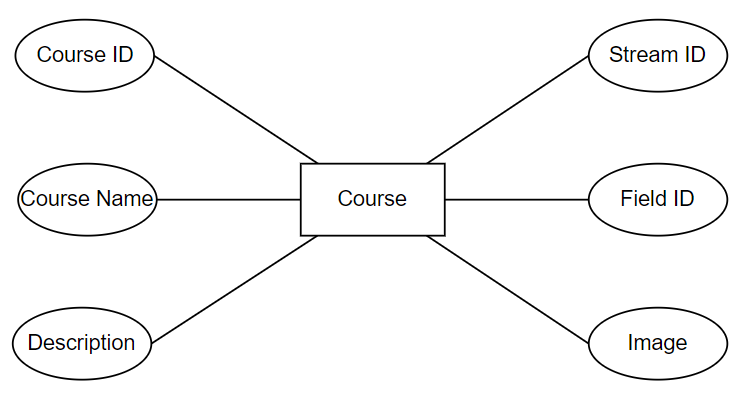 Course ID
Stream ID
Course Name
Course
Field ID
Description
Image